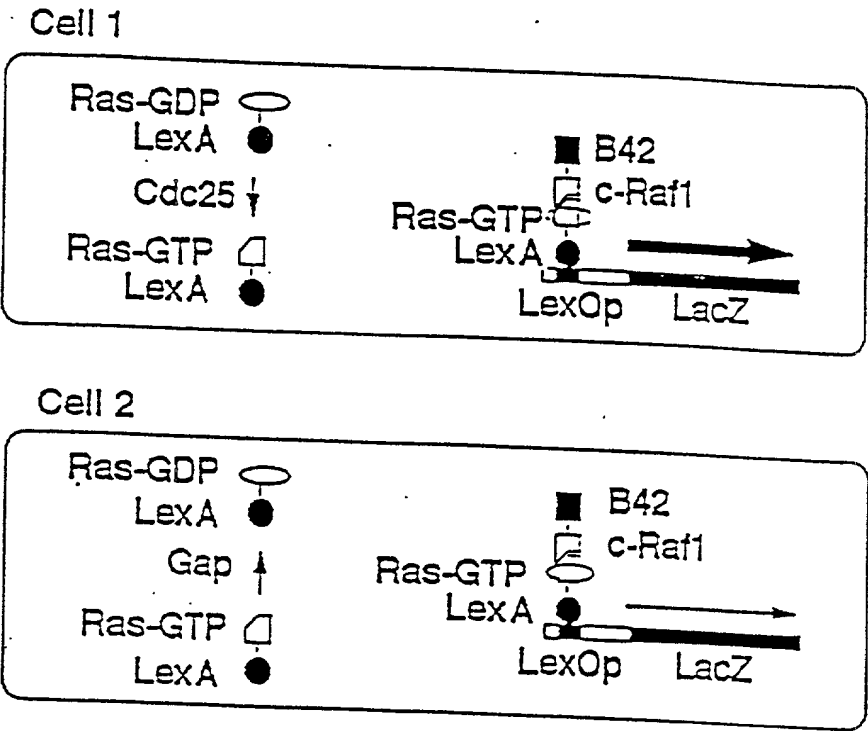 Cell 1
Ras-GDP
LexA
Cdc25
Ras-GTP
LexA
B42
c-Raf1
Ras-GTP
LexA
LexOp LacZ
Cell 2
Ras-GDP
LexA
Gap
Ras-GTP
LexA
B42
c-Raf1
Ras-GTP
LexA
LexOp LacZ